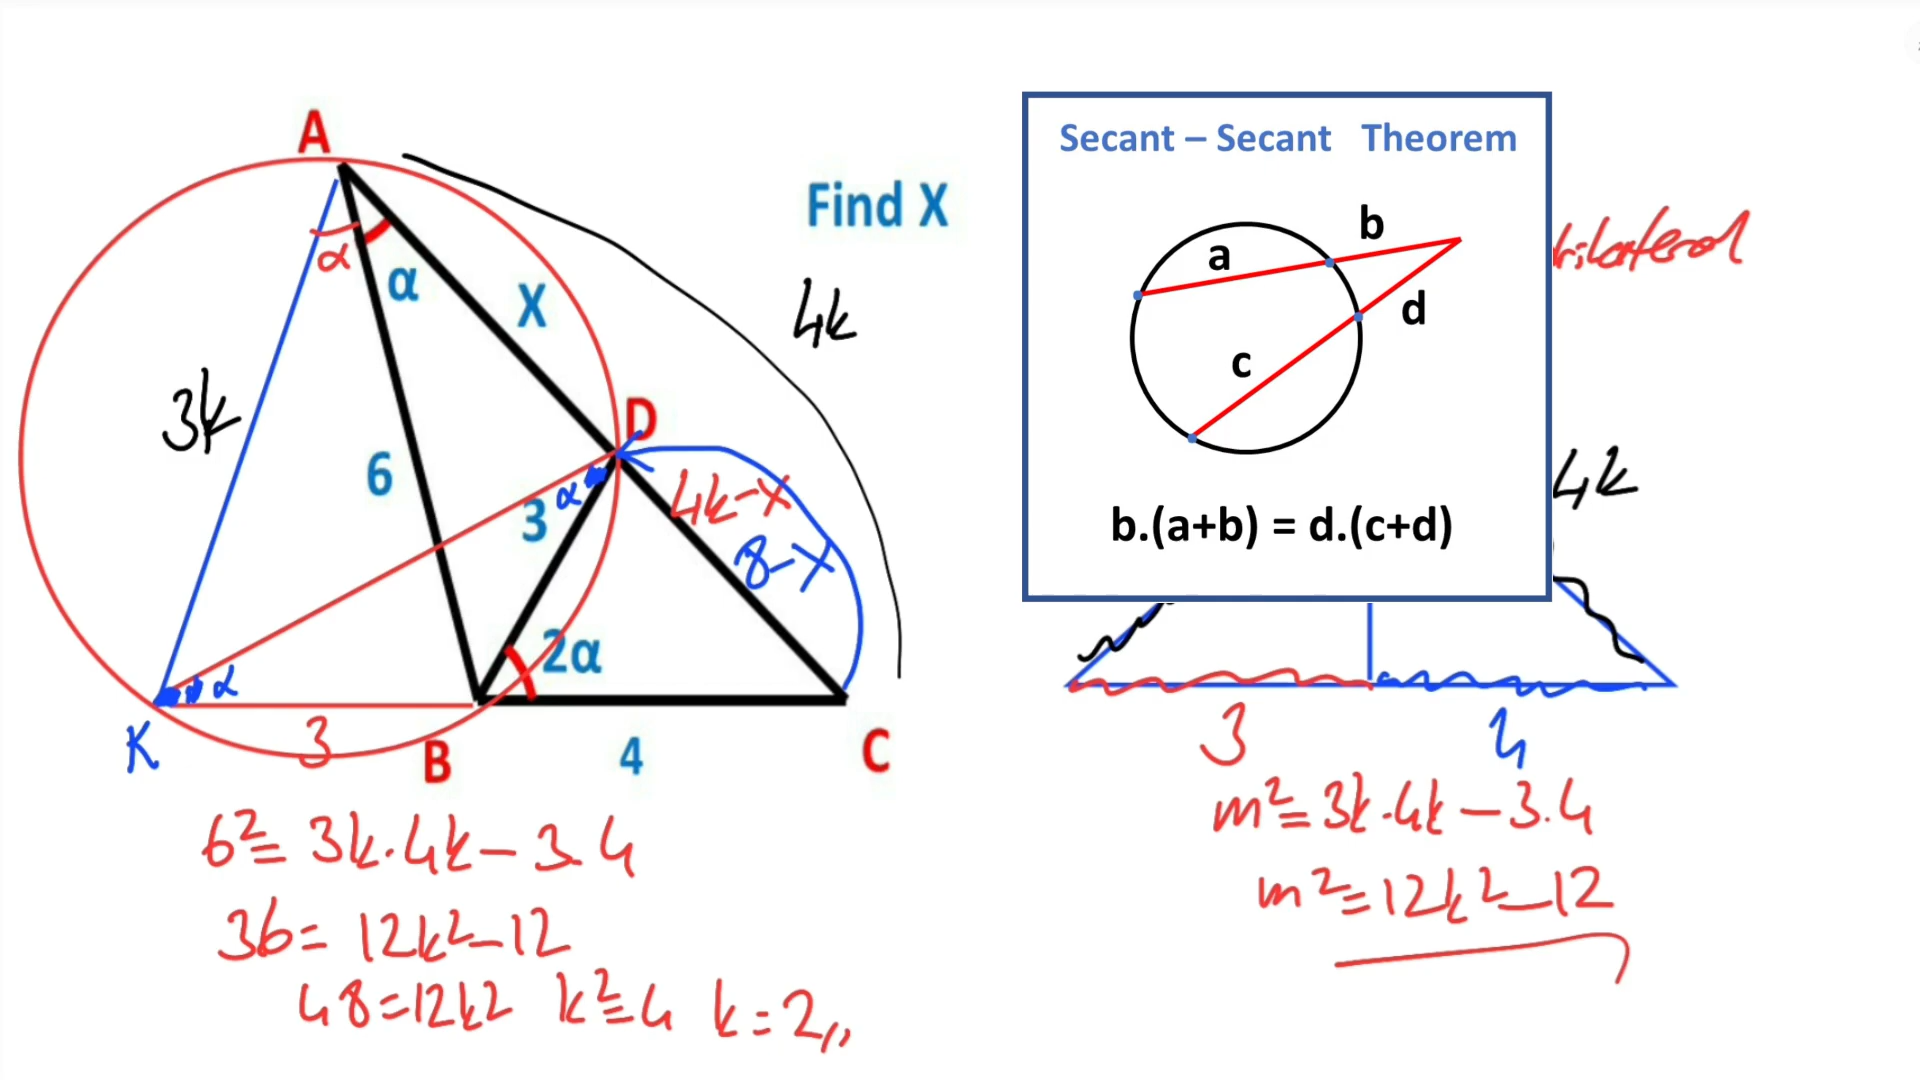 A
Find X
α
α
X
4k
3k
D
6
3
α
4k-x
8-x
2α
α
K
3
B
4
C
6²= 3k.4k-3.4
36= 12k²-12
48=12k² k²=4 k=2,,
Secant – Secant Theorem
a
b
c
d
b.(a+b) = d.(c+d)
4k
3
4
m²=3k.4k-3.4
m²=12k²-12